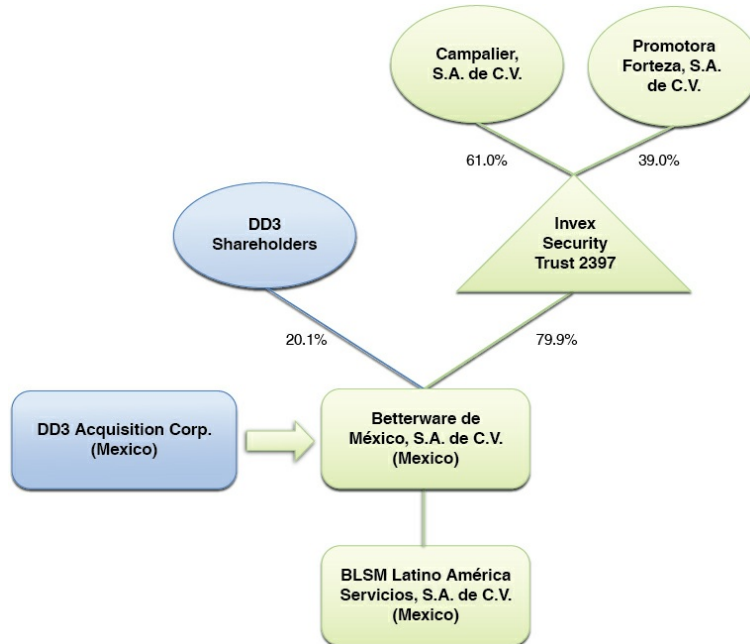 Campalier,
S.A. de C.V.
Promotora
Forteza, S.A.
de C.V.
61.0%
39.0%
DD3
Shareholders
Invex
Security
Trust 2397
20.1%
79.9%
DD3 Acquisition Corp.
(Mexico)
Betterware de
México, S.A. de C.V.
(Mexico)
BLSM Latino América
Servicios, S.A. de C.V.
(Mexico)